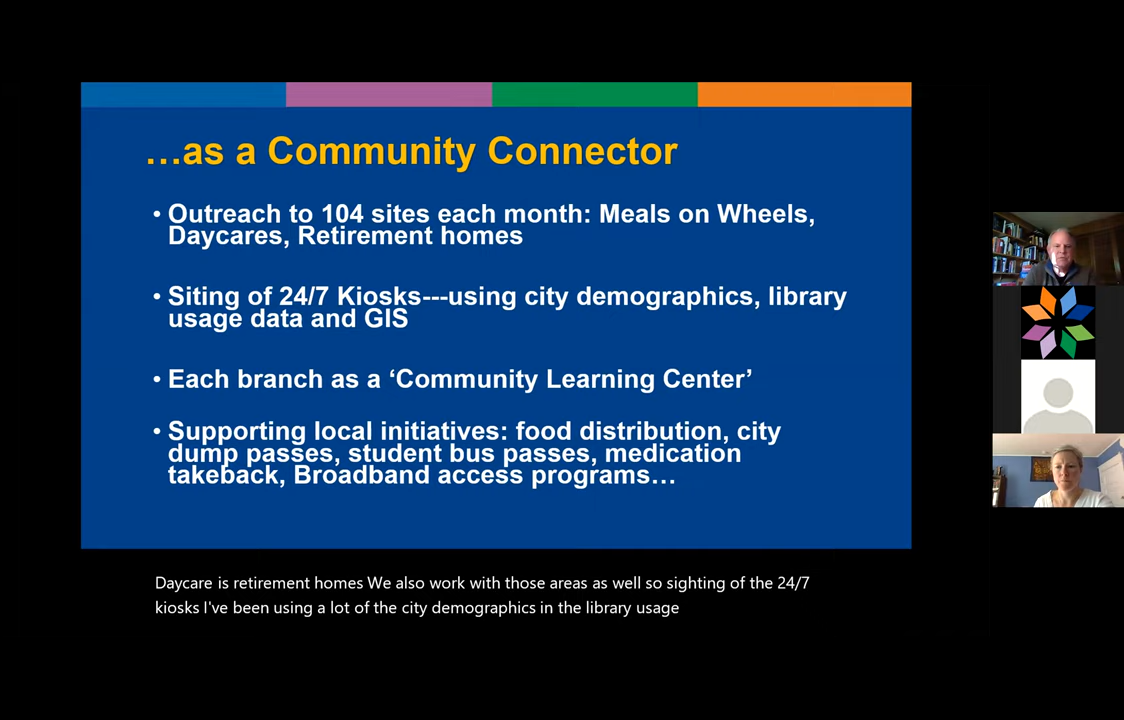 …as a Community Connector
• Outreach to 104 sites each month: Meals on Wheels,
Daycares, Retirement homes
• Siting of 24/7 Kiosks---using city demographics, library
usage data and GIS
• Each branch as a ‘Community Learning Center’
• Supporting local initiatives: food distribution, city
dump passes, student bus passes, medication
takeback, Broadband access programs…
Daycare is retirement homes We also work with those areas as well so sighting of the 24/7
kiosks I've been using a lot of the city demographics in the library usage